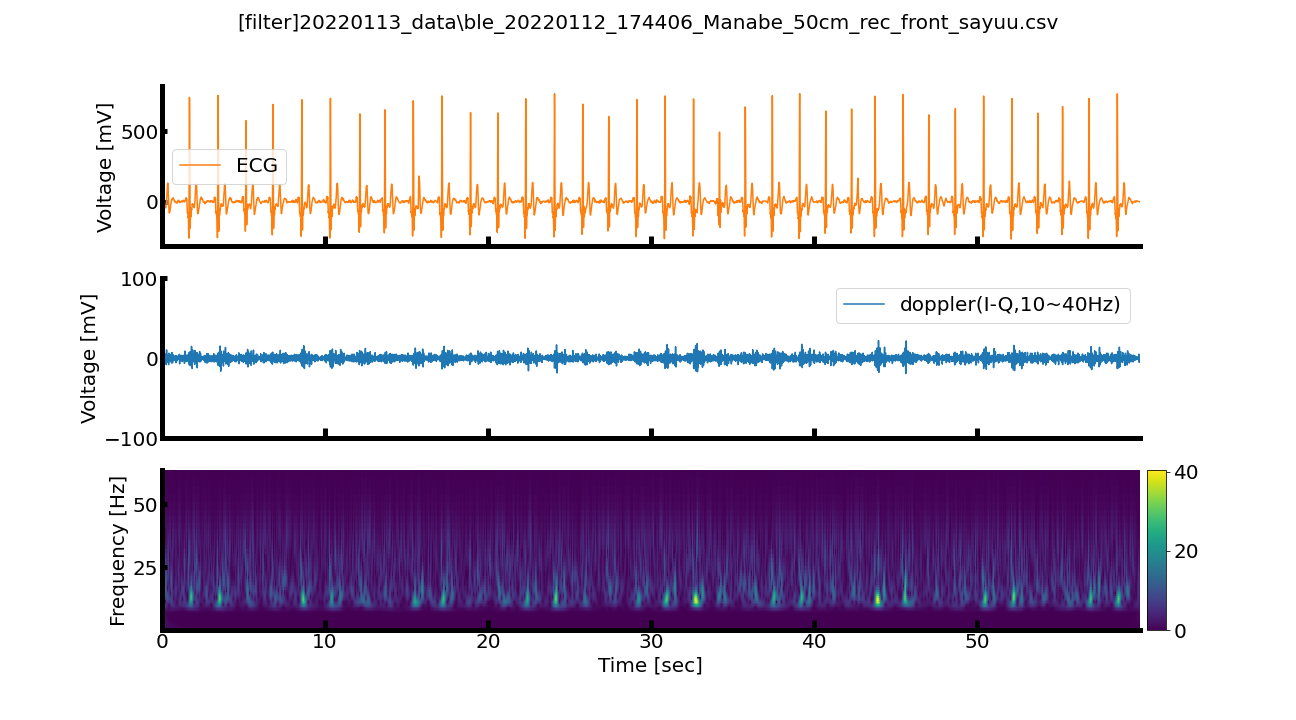 [filter]20220113_data\ble_20220112_174406_Manabe_50cm_rec_front_sayuu.csv
Voltage [mV]
500
0
ECG
Voltage [mV]
100
0
−100
doppler(I-Q,10~40Hz)
Frequency [Hz]
50
25
40
20
0
0 10 20 30 40 50
Time [sec]